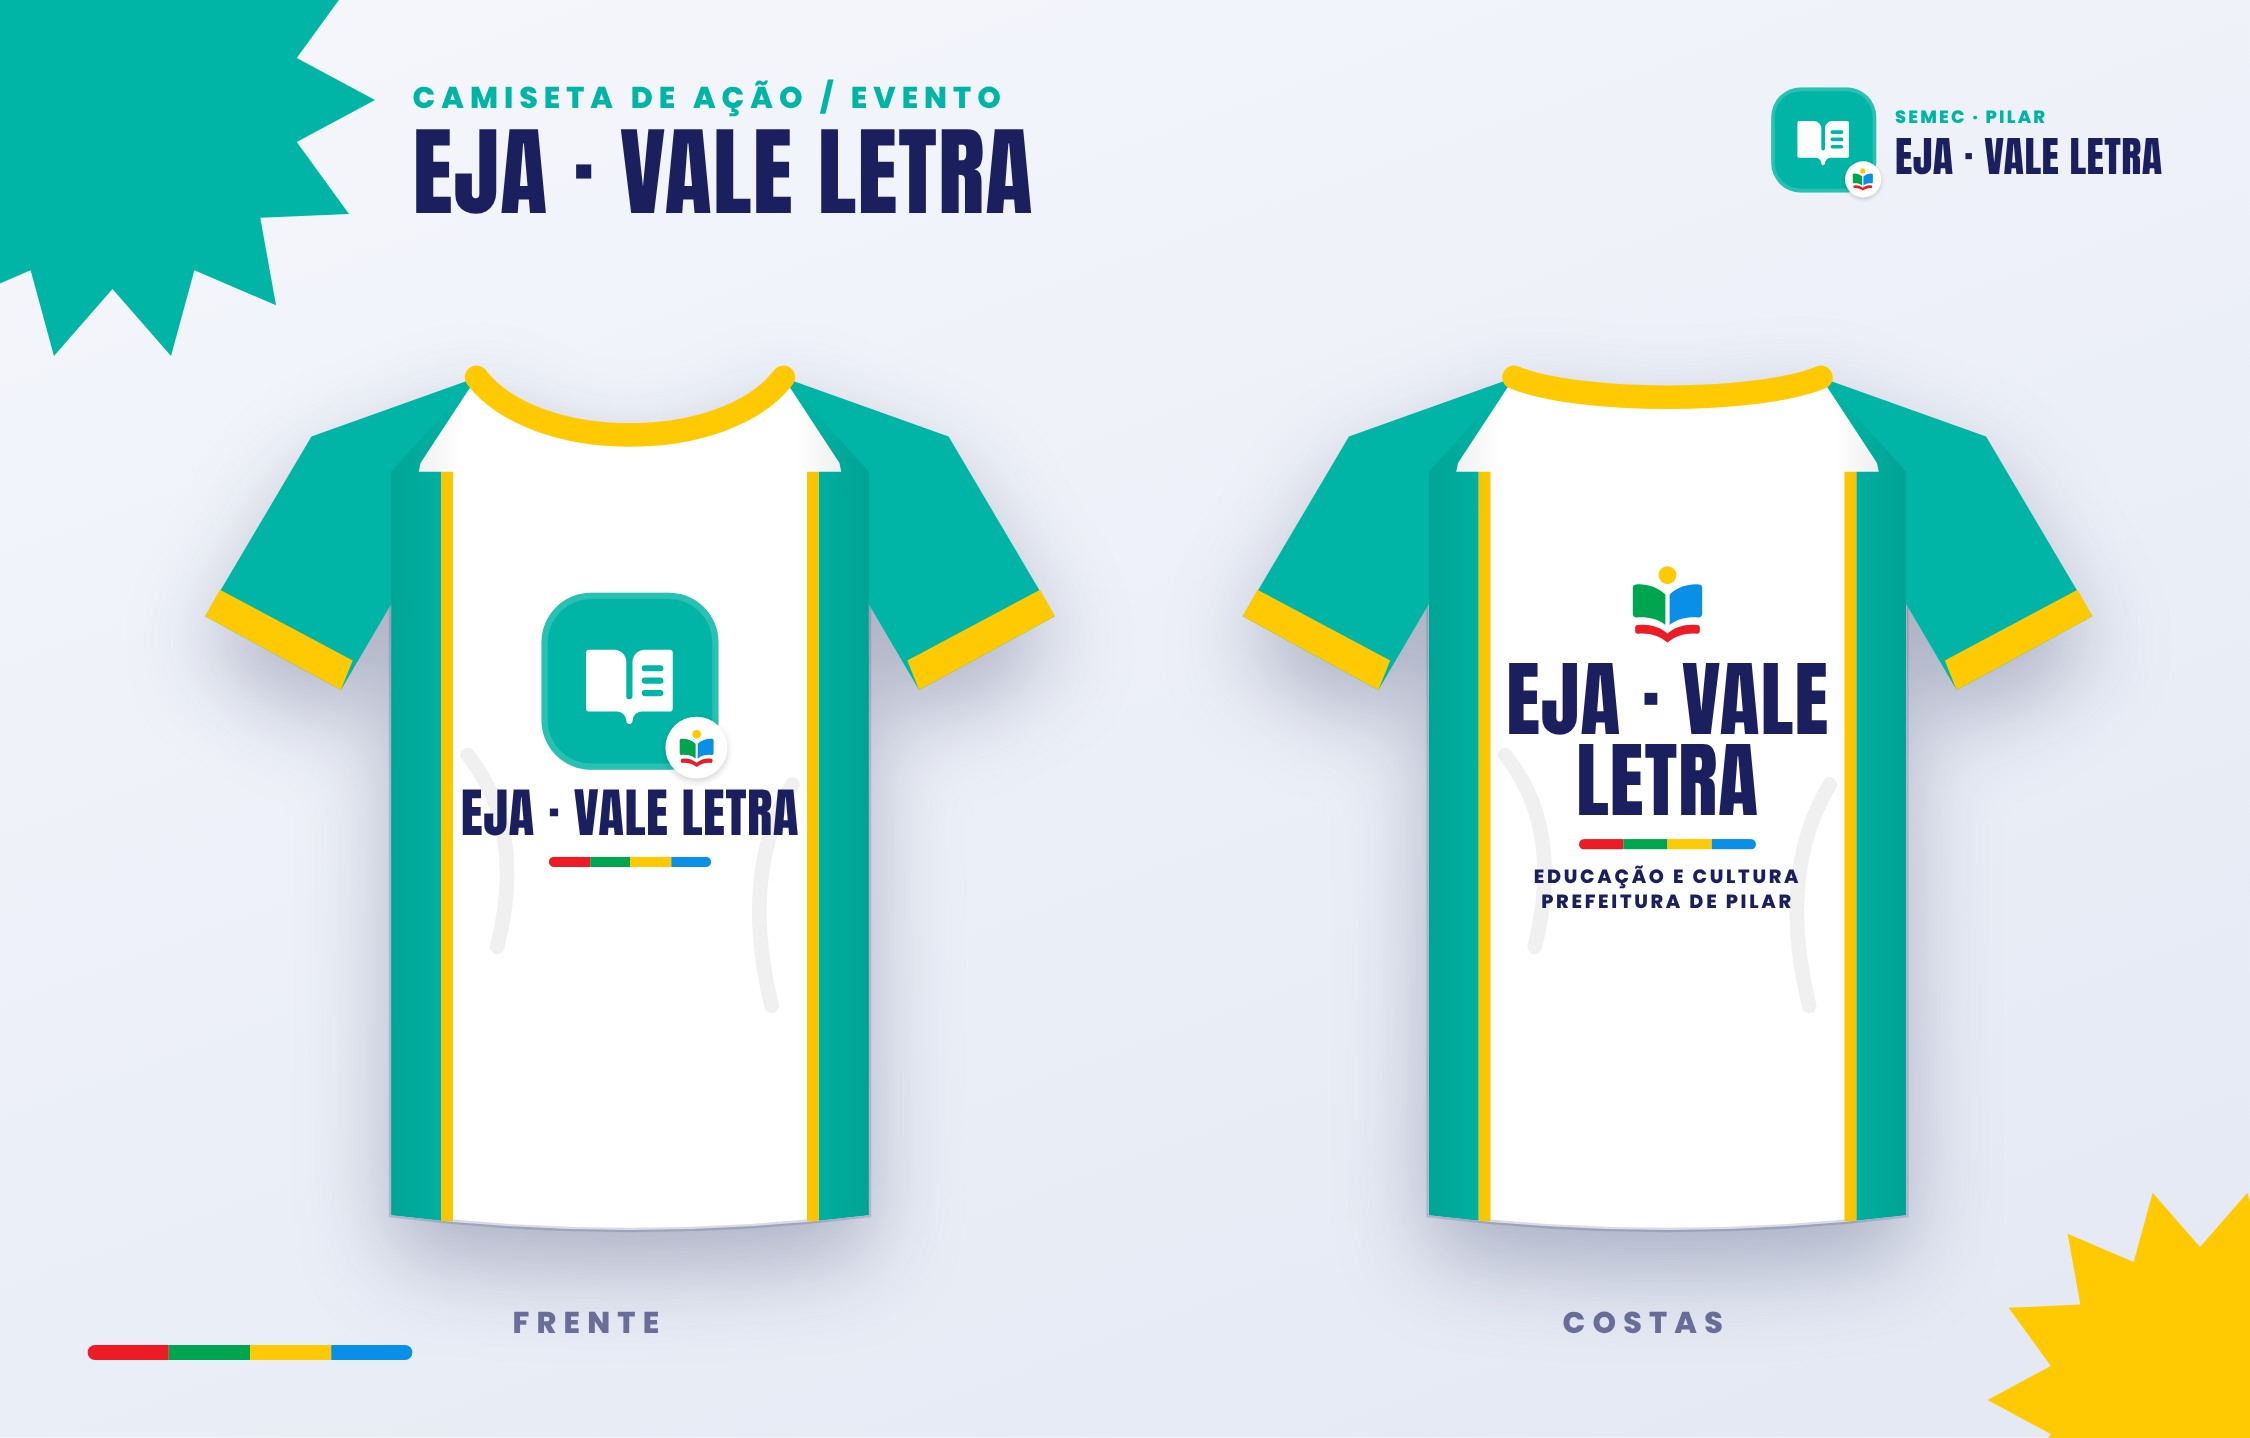 CAMISETA DE AÇÃO / EVENTO
EJA · VALE LETRA
SEMEC · PILAR
EJA · VALE LETRA
EJA · VALE LETRA
EJA · VALE
LETRA
EDUCAÇÃO E CULTURA
PREFEITURA DE PILAR
FRENTE
COSTAS